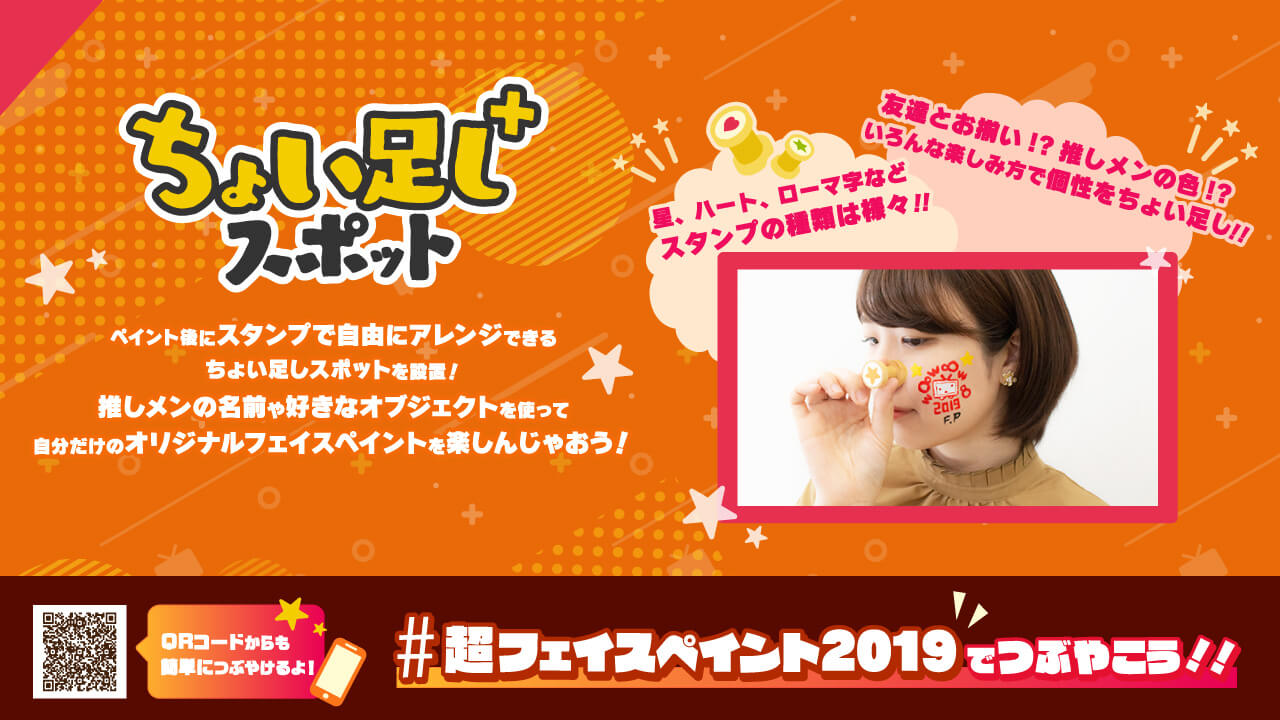 ちょい足し+
スポット
ペイント後にスタンプで自由にアレンジできる
ちょい足しスポットを設置！
推しメンの名前や好きなオブジェクトを使って
自分だけのオリジナルフェイスペイントを楽しんじゃおう！
星、ハート、ローマ字など
スタンプの種類は様々!!
友達とお揃い!? 推しメンの色!?
いろんな楽しみ方で個性をちょい足し!!
WOOWOOWOO
2019
F.P
QRコードからも
簡単につぶやけるよ！
#超フェイスペイント2019でつぶやこう!!